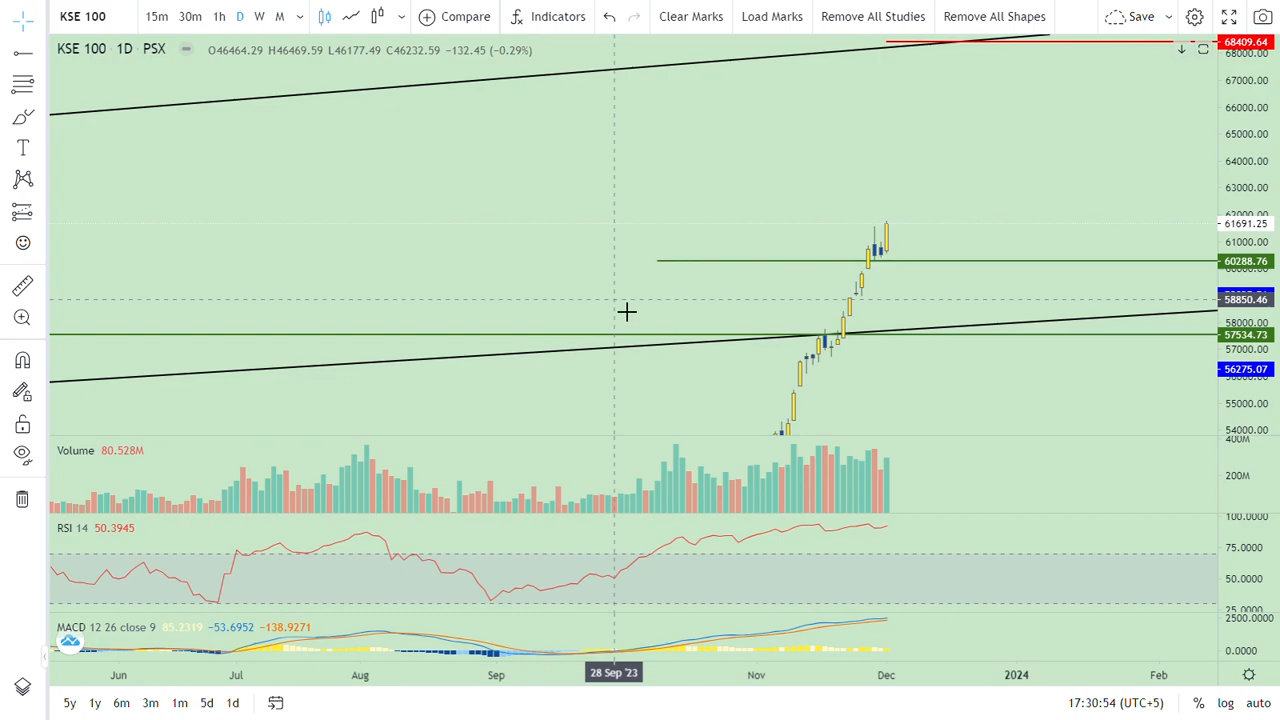 KSE 100 15m 30m 1h D W M Compare Indicators Clear Marks Load Marks Remove All Studies Remove All Shapes Save
KSE 100 · 1D · PSX O46464.29 H46469.59 L46177.49 C46232.59 −132.45 (−0.29%)
68409.64
68000.00
67000.00
66000.00
65000.00
64000.00
63000.00
62000.00
61691.25
61000.00
60288.76
60000.00
58850.46
58000.00
57534.73
57000.00
56275.07
55000.00
54000.00
400M
Volume 80.528M
200M
100.0000
RSI 14 50.3945
75.0000
50.0000
25.0000
2500.0000
MACD 12 26 close 9 85.2319 −53.6952 −138.9271
0.0000
Jun Jul Aug Sep 28 Sep '23 Nov Dec 2024 Feb
5y 1y 6m 3m 1m 5d 1d 17:30:54 (UTC+5) % log auto